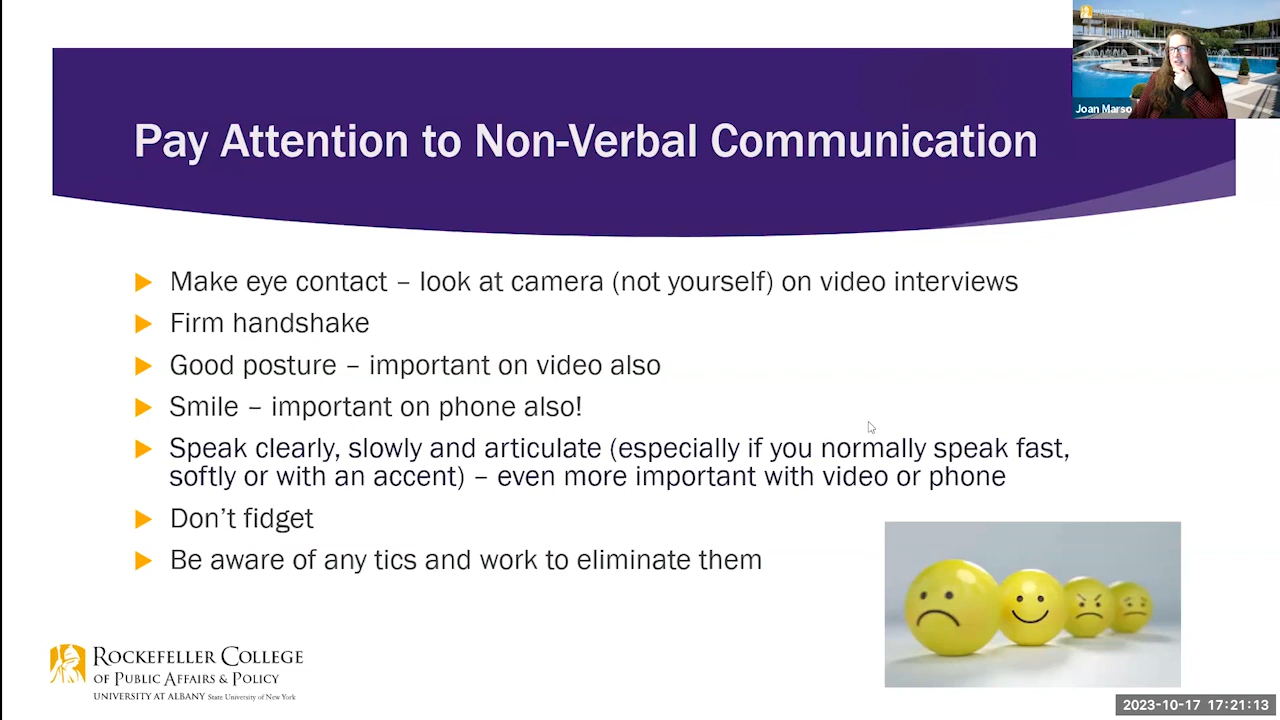 Joan Marso
Pay Attention to Non-Verbal Communication
Make eye contact – look at camera (not yourself) on video interviews
Firm handshake
Good posture – important on video also
Smile – important on phone also!
Speak clearly, slowly and articulate (especially if you normally speak fast,
softly or with an accent) – even more important with video or phone
Don't fidget
Be aware of any tics and work to eliminate them
ROCKEFELLER COLLEGE
OF PUBLIC AFFAIRS & POLICY
UNIVERSITY AT ALBANY State University of New York
2023-10-17 17:21:13